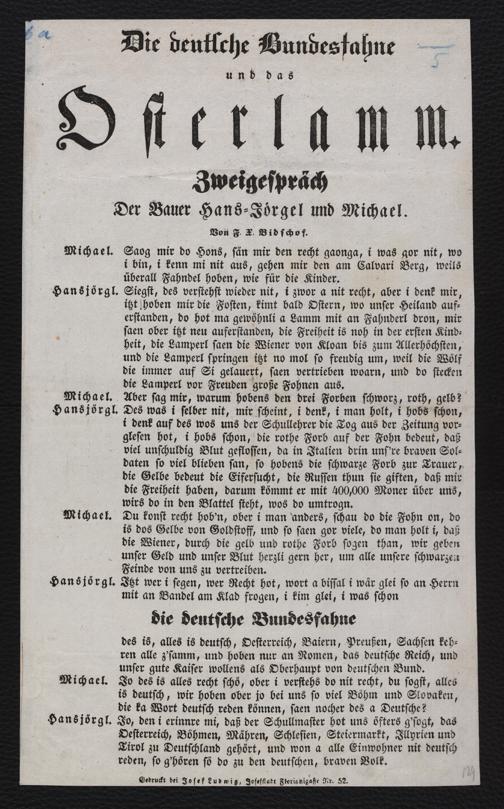 6a
5
Die deutsche Bundesfahne
und das
Osterlamm.
Zweigespräch
Der Bauer Hans-Jörgel und Michael.
Von F. X. Bidschof.
Michael. Saog mir do Hons, sän mir den recht gaonga, i was gor nit, wo
i bin, i kenn mi nit aus, gehen mir den am Calvari Berg, weils
überall Fahndel hoben, wie für die Kinder.
Hansjörgl. Siegst, des verstehst wieder nit, i zwor a nit recht, aber i denk mir,
itzt hoben mir die Fosten, kimt bald Ostern, wo unser Heiland auf-
erstanden, do hot ma gewöhnli a Lamm mit an Fahnderl dron, mir
saen ober itzt neu auferstanden, die Freiheit is noh in der ersten Kind-
heit, die Lamperl saen die Wiener von Kloan bis zum Allerhöchsten,
und die Lamperl springen itzt no mol so freudig um, weil die Wölf
die immer auf Si gelauert, saen vertrieben woarn, und do stecken
die Lamperl vor Freuden große Fohnen aus.
Michael. Aber sag mir, warum hobens den drei Forben schworz, roth, gelb?
Hansjörgl. Des was i selber nit, mir scheint, i denk, i man holt, i hobs schon,
i denk auf des wos uns der Schullehrer die Tog aus der Zeitung vor-
glesen hot, i hobs schon, die rothe Forb auf der Fohn bedeut, daß
viel unschuldig Blut geflossen, da in Italien drin uns're braven Sol-
daten so viel blieben san, so hobens die schwarze Forb zur Trauer,
die Gelbe bedeut die Eifersucht, die Russen thun sie giften, daß mir
die Freiheit haben, darum kömmt er mit 400,000 Moner über uns,
wirs do in den Blattel steht, wos do umtrogn.
Michael. Du konst recht hob'n, ober i man anders, schau do die Fohn on, do
is dos Gelbe von Goldstoff, und so saen gor viele, do man holt i, daß
die Wiener, durch die gelb und rothe Forb sogen than, wir geben
unser Geld und unser Blut herzli gern her, um alle unsere schwarzen
Feinde von uns zu vertreiben.
Hansjörgl. Itzt wer i segen, wer Recht hot, wort a bissal i wär glei so an Herrn
mit an Bandel am Klad frogen, i kim glei, i was schon
die deutsche Bundesfahne
des is, alles is deutsch, Oesterreich, Baiern, Preußen, Sachsen keh-
ren alle z'samm, und hoben nur an Nomen, das deutsche Reich, und
unser gute Kaiser wollens als Oberhaupt von deutschen Bund.
Michael. Jo des is alles recht schö, ober i verstehs do nit recht, du sogst, alles
is deutsch, wir hoben ober jo bei uns so viel Böhm und Slovaken,
die ka Wort deutsch reden können, saen nocher des a Deutsche?
Hansjörgl. Jo, den i erinnre mi, daß der Schullmaster hot uns öfters g'sogt, das
Oesterreich, Böhmen, Mähren, Schlesien, Steiermarkt, Illyrien und
Tirol zu Deutschland gehört, und won a alle Einwohner nit deutsch
reden, so g'hören sö do zu den deutschen, braven Volk.
Gedruckt bei Josef Ludwig, Josefstadt Florianigasse Nr. 52.